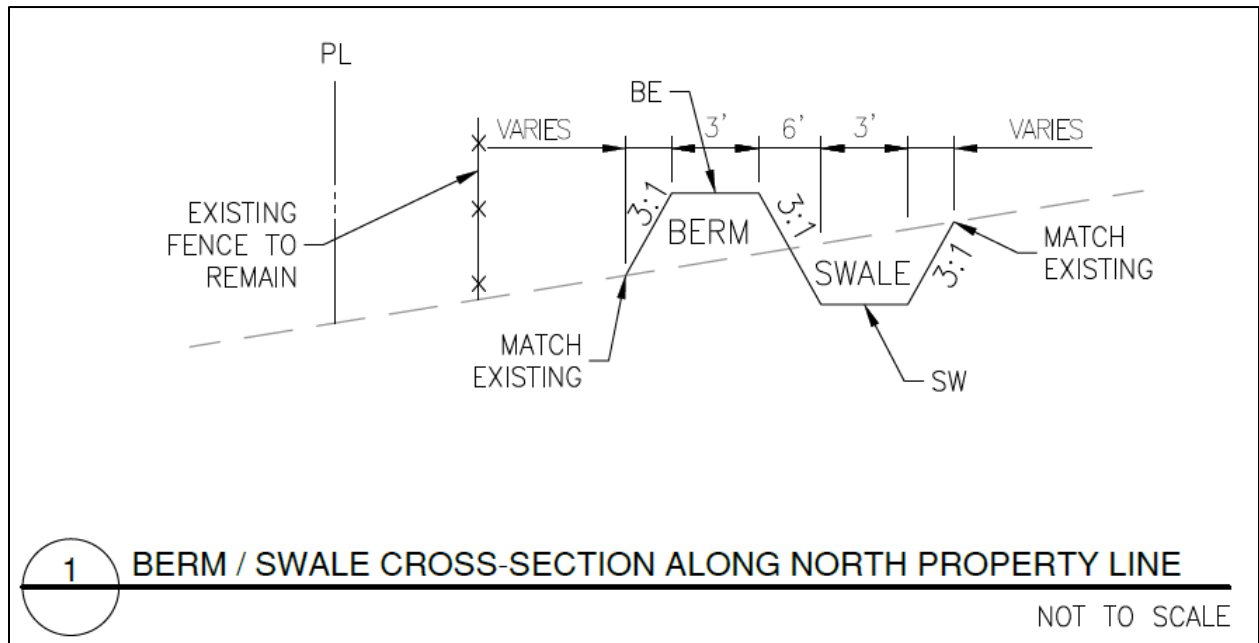 PL
BE
VARIES
3'
6'
3'
VARIES
EXISTING
FENCE TO
REMAIN
3:1
BERM
3:1
SWALE
3:1
MATCH
EXISTING
MATCH
EXISTING
SW
1
BERM / SWALE CROSS-SECTION ALONG NORTH PROPERTY LINE
NOT TO SCALE